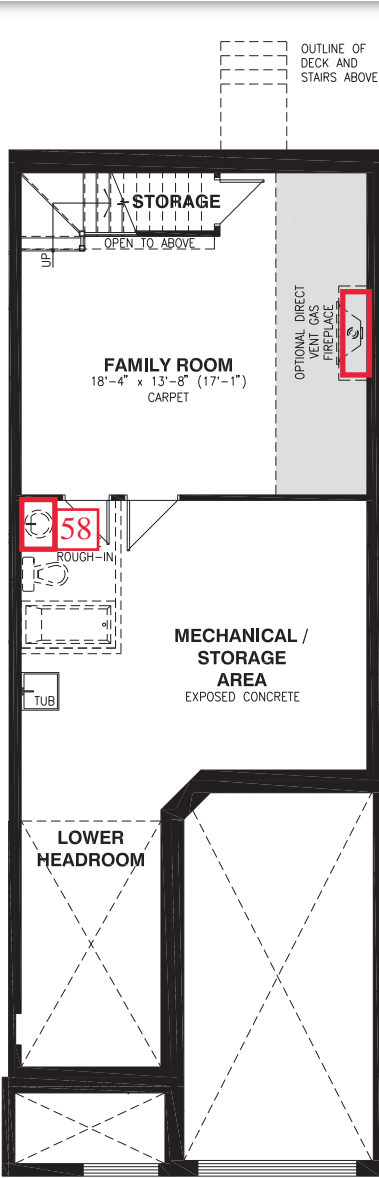 OUTLINE OF
DECK AND
STAIRS ABOVE
STORAGE
OPEN TO ABOVE
UP
OPTIONAL DIRECT
VENT GAS
FIREPLACE
FAMILY ROOM
18'-4" x 13'-8" (17'-1")
CARPET
58
ROUGH-IN
MECHANICAL /
STORAGE
AREA
EXPOSED CONCRETE
TUB
LOWER
HEADROOM